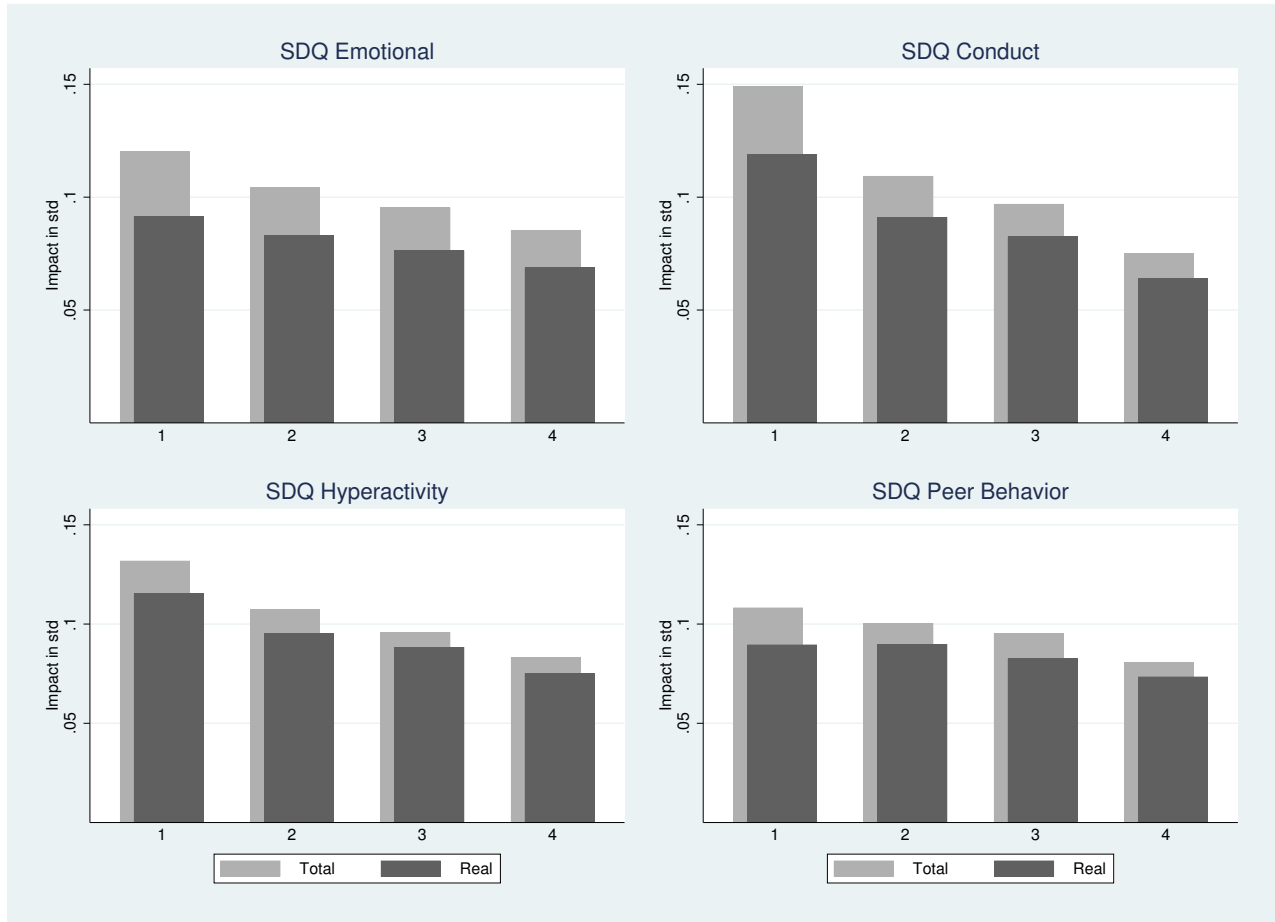 SDQ Emotional
.15
.1
.05
Impact in std
1 2 3 4
SDQ Conduct
.15
.1
.05
Impact in std
1 2 3 4
SDQ Hyperactivity
.15
.1
.05
Impact in std
1 2 3 4
Total Real
SDQ Peer Behavior
.15
.1
.05
Impact in std
1 2 3 4
Total Real